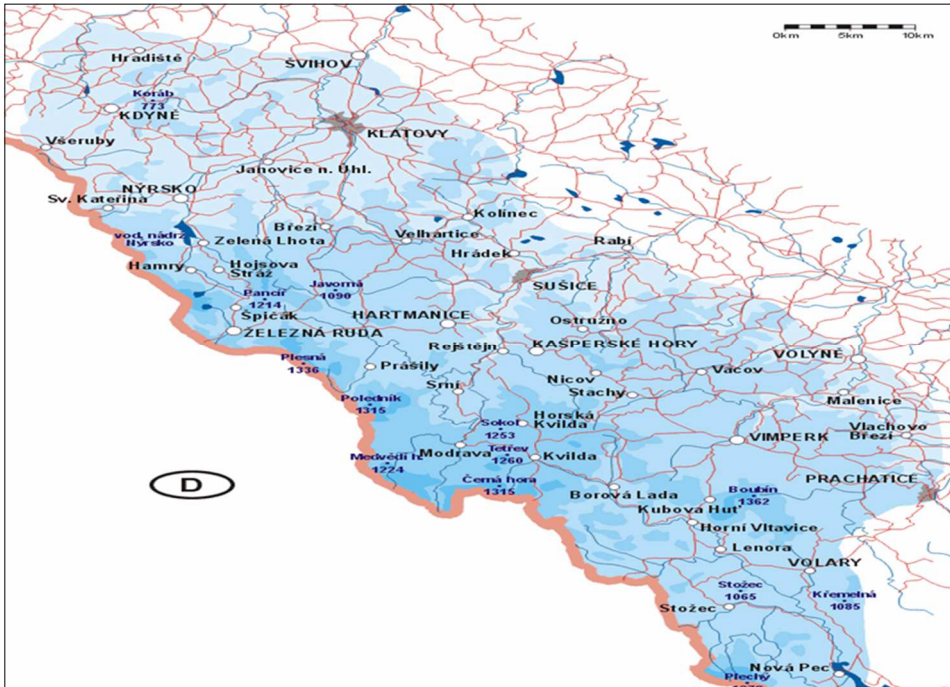 0km 5km 10km
Hradiště
ŠVIHOV
Koráb
773
KDYNĚ
KLATOVY
Všeruby
Janovice n. Úhl.
NÝRSKO
Sv. Kateřina
Kolinec
Březí
Velhartice
vod. nádrž
Nyrsko
Zelená Lhota
Hrádek
Rabí
Hamry
Hojsova
Stráž
SUŠICE
Javorná
1090
Pancíř
1214
Špičák
HARTMANICE
Ostružno
ŽELEZNÁ RUDA
Rejštějn
KAŠPERSKÉ HORY
VOLYNĚ
Plesná
1336
Prášily
Nicov
Vacov
Srní
Stachy
Malenice
Poledník
1315
Horská
Kvilda
Sokol
1253
Vlachovo
Březí
VIMPERK
Modrava
Tetřev
1260
Kvilda
Medvědí h.
1224
Černá hora
1315
PRACHATICE
D
Borová Lada
Boubín
1362
Kubova Huť
Horní Vltavice
Lenora
VOLARY
Stožec
1065
Křemelná
1085
Stožec
Nová Pec
Plechý